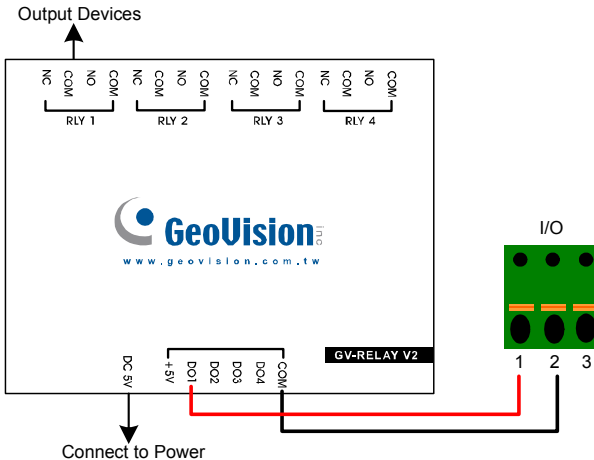 Output Devices
NC COM NO COM NC COM NO COM NC COM NO COM NC COM NO COM
RLY 1 RLY 2 RLY 3 RLY 4
GeoVision inc
www.geovision.com.tw
I/O
GV-RELAY V2
DC 5V +5V DO1 DO2 DO3 DO4 COM
1 2 3
Connect to Power